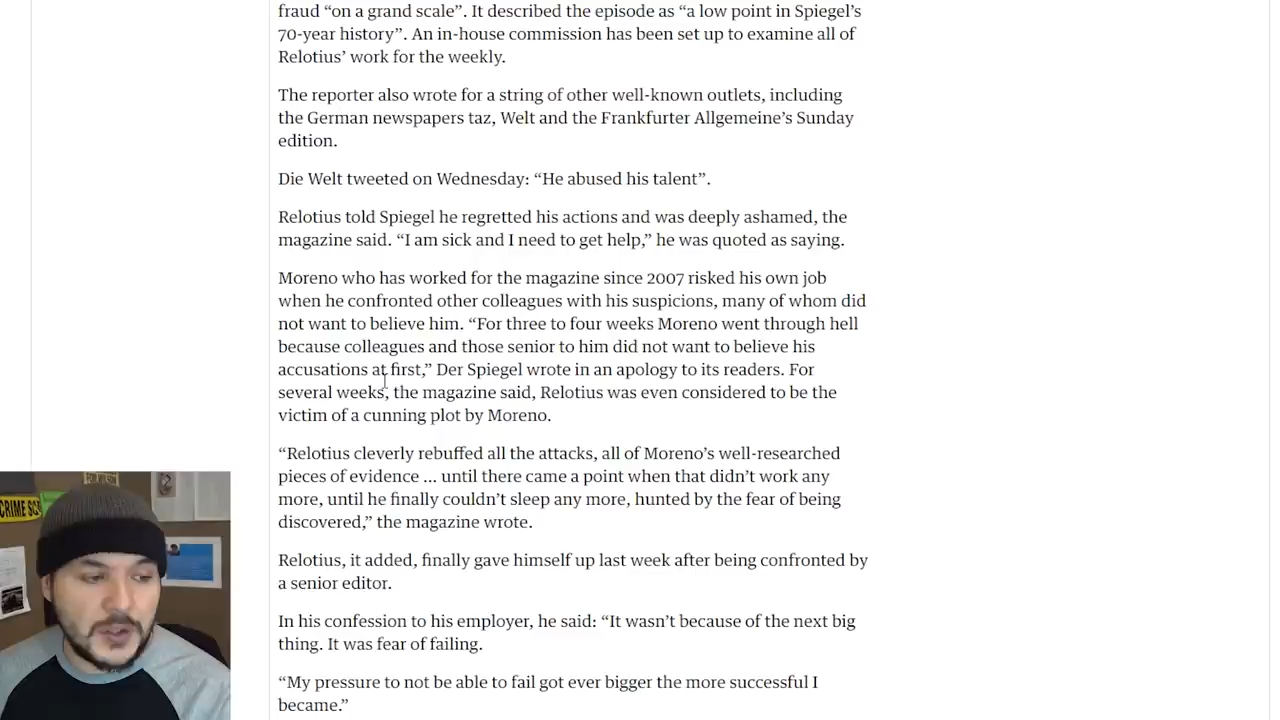 fraud “on a grand scale”. It described the episode as “a low point in Spiegel’s
70-year history”. An in-house commission has been set up to examine all of
Relotius’ work for the weekly.
The reporter also wrote for a string of other well-known outlets, including
the German newspapers taz, Welt and the Frankfurter Allgemeine’s Sunday
edition.
Die Welt tweeted on Wednesday: “He abused his talent”.
Relotius told Spiegel he regretted his actions and was deeply ashamed, the
magazine said. “I am sick and I need to get help,” he was quoted as saying.
Moreno who has worked for the magazine since 2007 risked his own job
when he confronted other colleagues with his suspicions, many of whom did
not want to believe him. “For three to four weeks Moreno went through hell
because colleagues and those senior to him did not want to believe his
accusations at first,” Der Spiegel wrote in an apology to its readers. For
several weeks, the magazine said, Relotius was even considered to be the
victim of a cunning plot by Moreno.
“Relotius cleverly rebuffed all the attacks, all of Moreno’s well-researched
pieces of evidence ... until there came a point when that didn’t work any
more, until he finally couldn’t sleep any more, hunted by the fear of being
discovered,” the magazine wrote.
Relotius, it added, finally gave himself up last week after being confronted by
a senior editor.
In his confession to his employer, he said: “It wasn’t because of the next big
thing. It was fear of failing.
“My pressure to not be able to fail got ever bigger the more successful I
became.”
CRIME SC